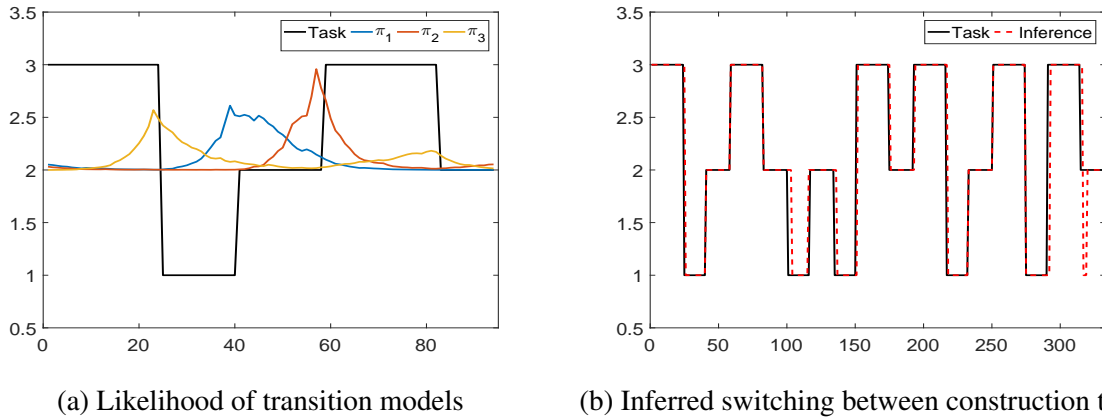 3.5
3
2.5
2
1.5
1
0.5
0 20 40 60 80
Task π1 π2 π3
(a) Likelihood of transition models
3.5
3
2.5
2
1.5
1
0.5
0 50 100 150 200 250 300
Task Inference
(b) Inferred switching between construction t